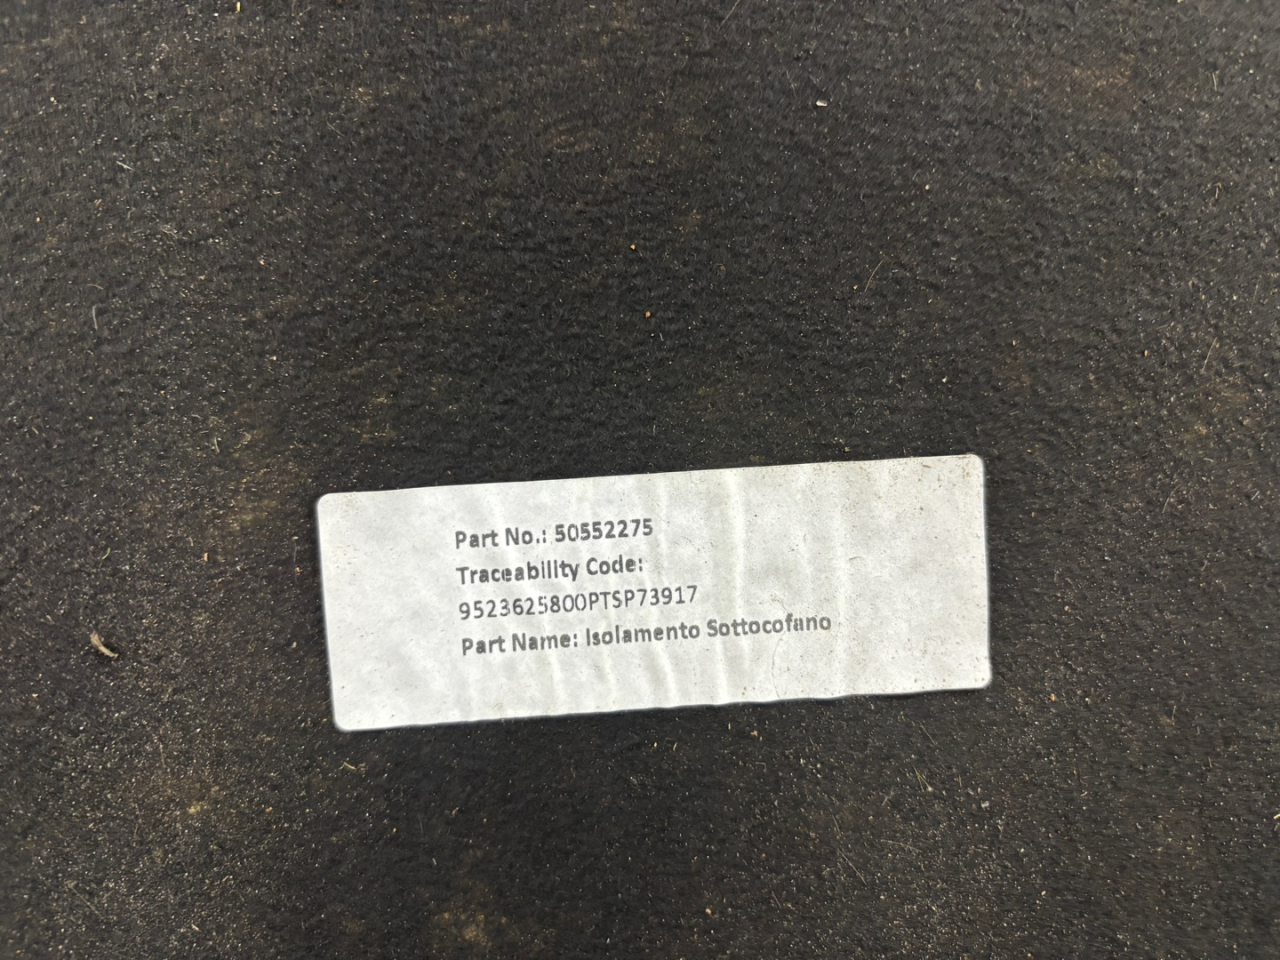 Part No.: 50552275
Traceability Code:
9523625800PTSP73917
Part Name: Isolamento Sottocofano